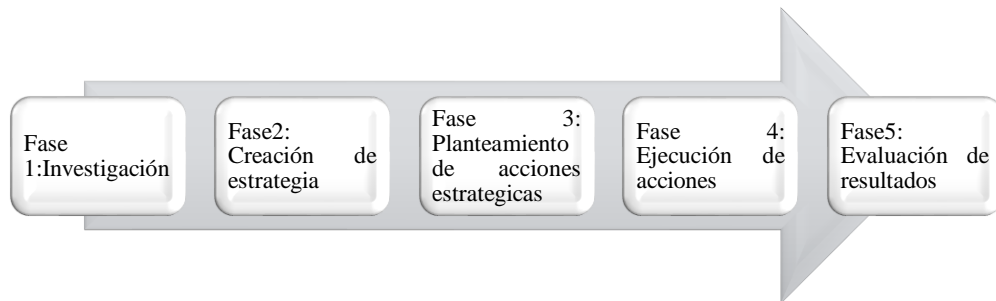 Fase
1:Investigación
Fase2:
Creación de
estrategia
Fase 3:
Planteamiento
de acciones
estrategicas
Fase 4:
Ejecución de
acciones
Fase5:
Evaluación de
resultados